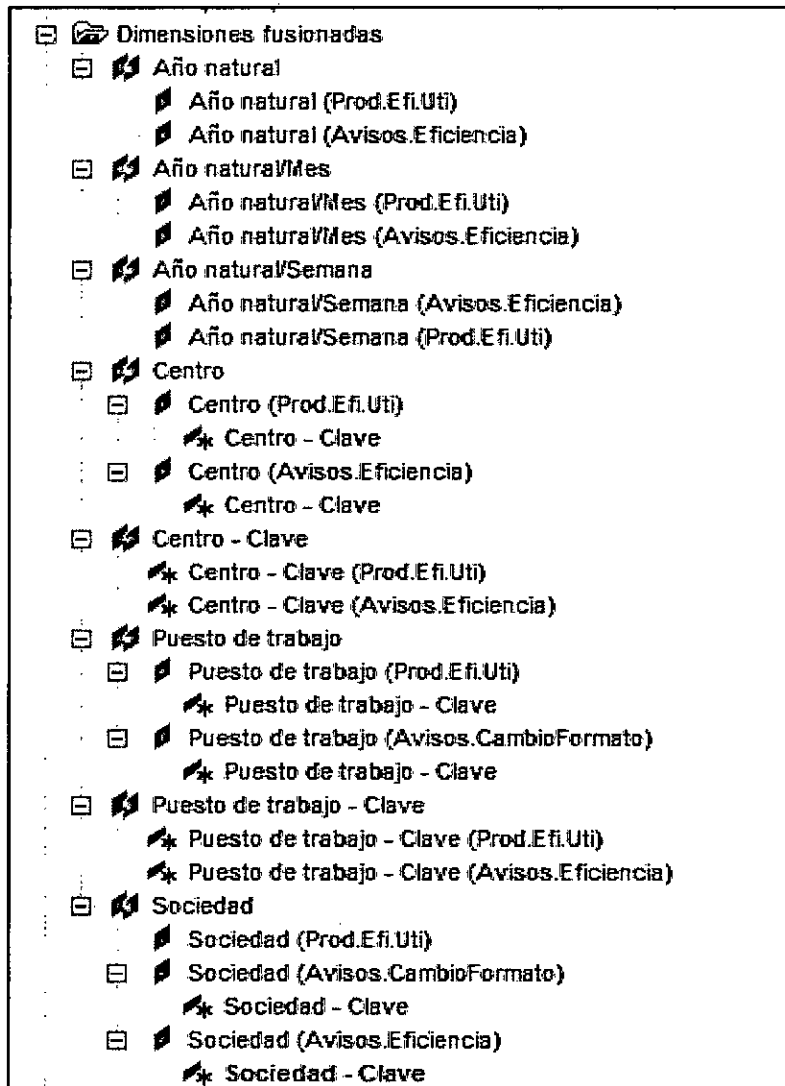 Dimensiones fusionadas
Año natural
Año natural (Prod.Efi.Uti)
Año natural (Avisos.Eficiencia)
Año natural/Mes
Año natural/Mes (Prod.Efi.Uti)
Año natural/Mes (Avisos.Eficiencia)
Año natural/Semana
Año natural/Semana (Avisos.Eficiencia)
Año natural/Semana (Prod.Efi.Uti)
Centro
Centro (Prod.Efi.Uti)
Centro - Clave
Centro (Avisos.Eficiencia)
Centro - Clave
Centro - Clave
Centro - Clave (Prod.Efi.Uti)
Centro - Clave (Avisos.Eficiencia)
Puesto de trabajo
Puesto de trabajo (Prod.Efi.Uti)
Puesto de trabajo - Clave
Puesto de trabajo (Avisos.CambioFormato)
Puesto de trabajo - Clave
Puesto de trabajo - Clave
Puesto de trabajo - Clave (Prod.Efi.Uti)
Puesto de trabajo - Clave (Avisos.Eficiencia)
Sociedad
Sociedad (Prod.Efi.Uti)
Sociedad (Avisos.CambioFormato)
Sociedad - Clave
Sociedad (Avisos.Eficiencia)
Sociedad - Clave